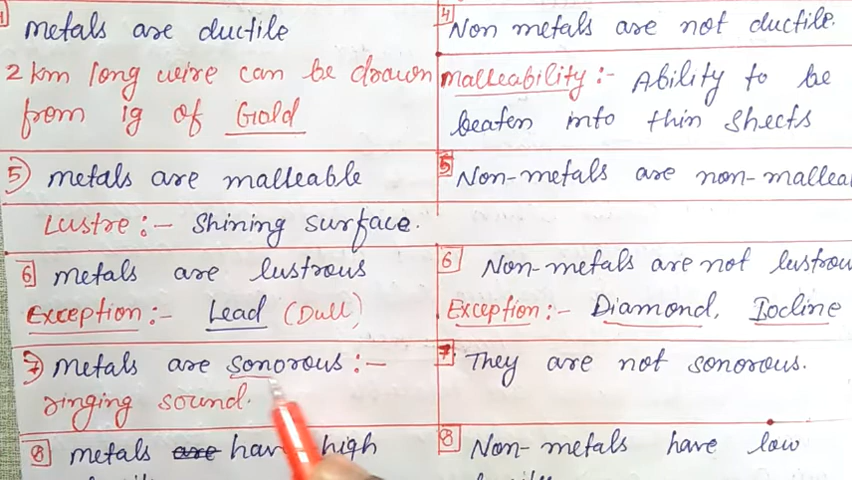 metals are ductile
2 km long wire can be drawn
from 1g of Gold
5) metals are malleable
Lustre :- Shining surface.
6 metals are lustrous
Exception :- Lead (Dull)
7) metals are sonorous :-
ringing sound.
8 metals are have high
4 Non metals are not ductile.
malleability :- Ability to be
beaten into thin sheets
5 Non-metals are non-mallea
6 Non-metals are not lustrou
Exception :- Diamond, Iocline
7. They are not sonorous.
8 Non-metals have low